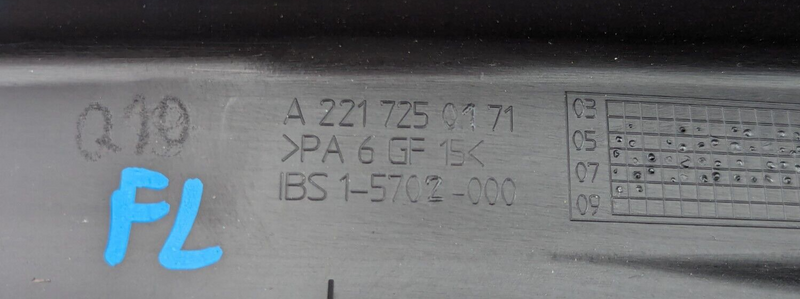 Q10
FL
A 221 725 01 71
>PA 6 GF 15<
IBS 1-5702-000
03
05
07
09